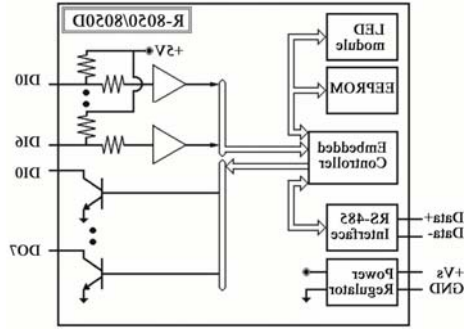 R-8050/8050D
+5V
DI0
DI6
DI0
DO7
LED
module
EEPROM
Embedded
Controller
RS-485
Interface
Data+
Data-
Power
Regulator
+Vs
GND